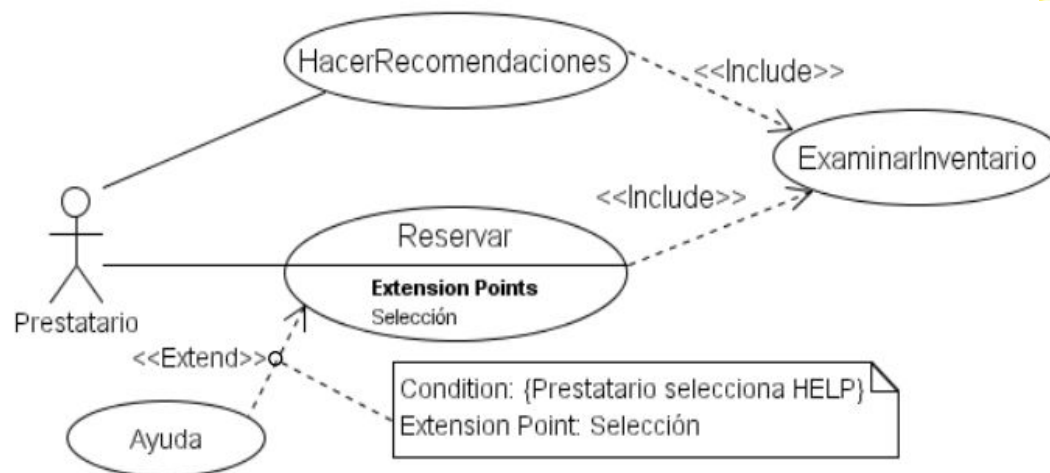 HacerRecomendaciones
<<Include>>
ExaminarInventario
<<Include>>
Reservar
Extension Points
Selección
Prestatario
<<Extend>>
Condition: {Prestatario selecciona HELP}
Extension Point: Selección
Ayuda